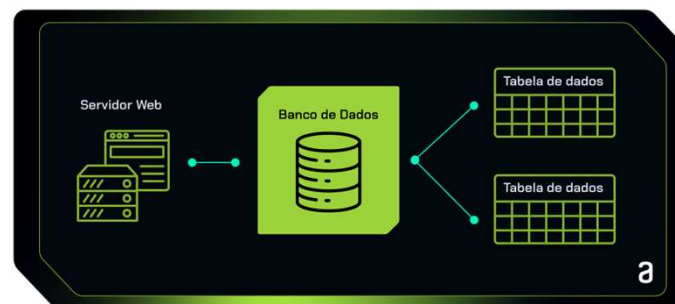 Servidor Web
Banco de Dados
Tabela de dados
Tabela de dados
a